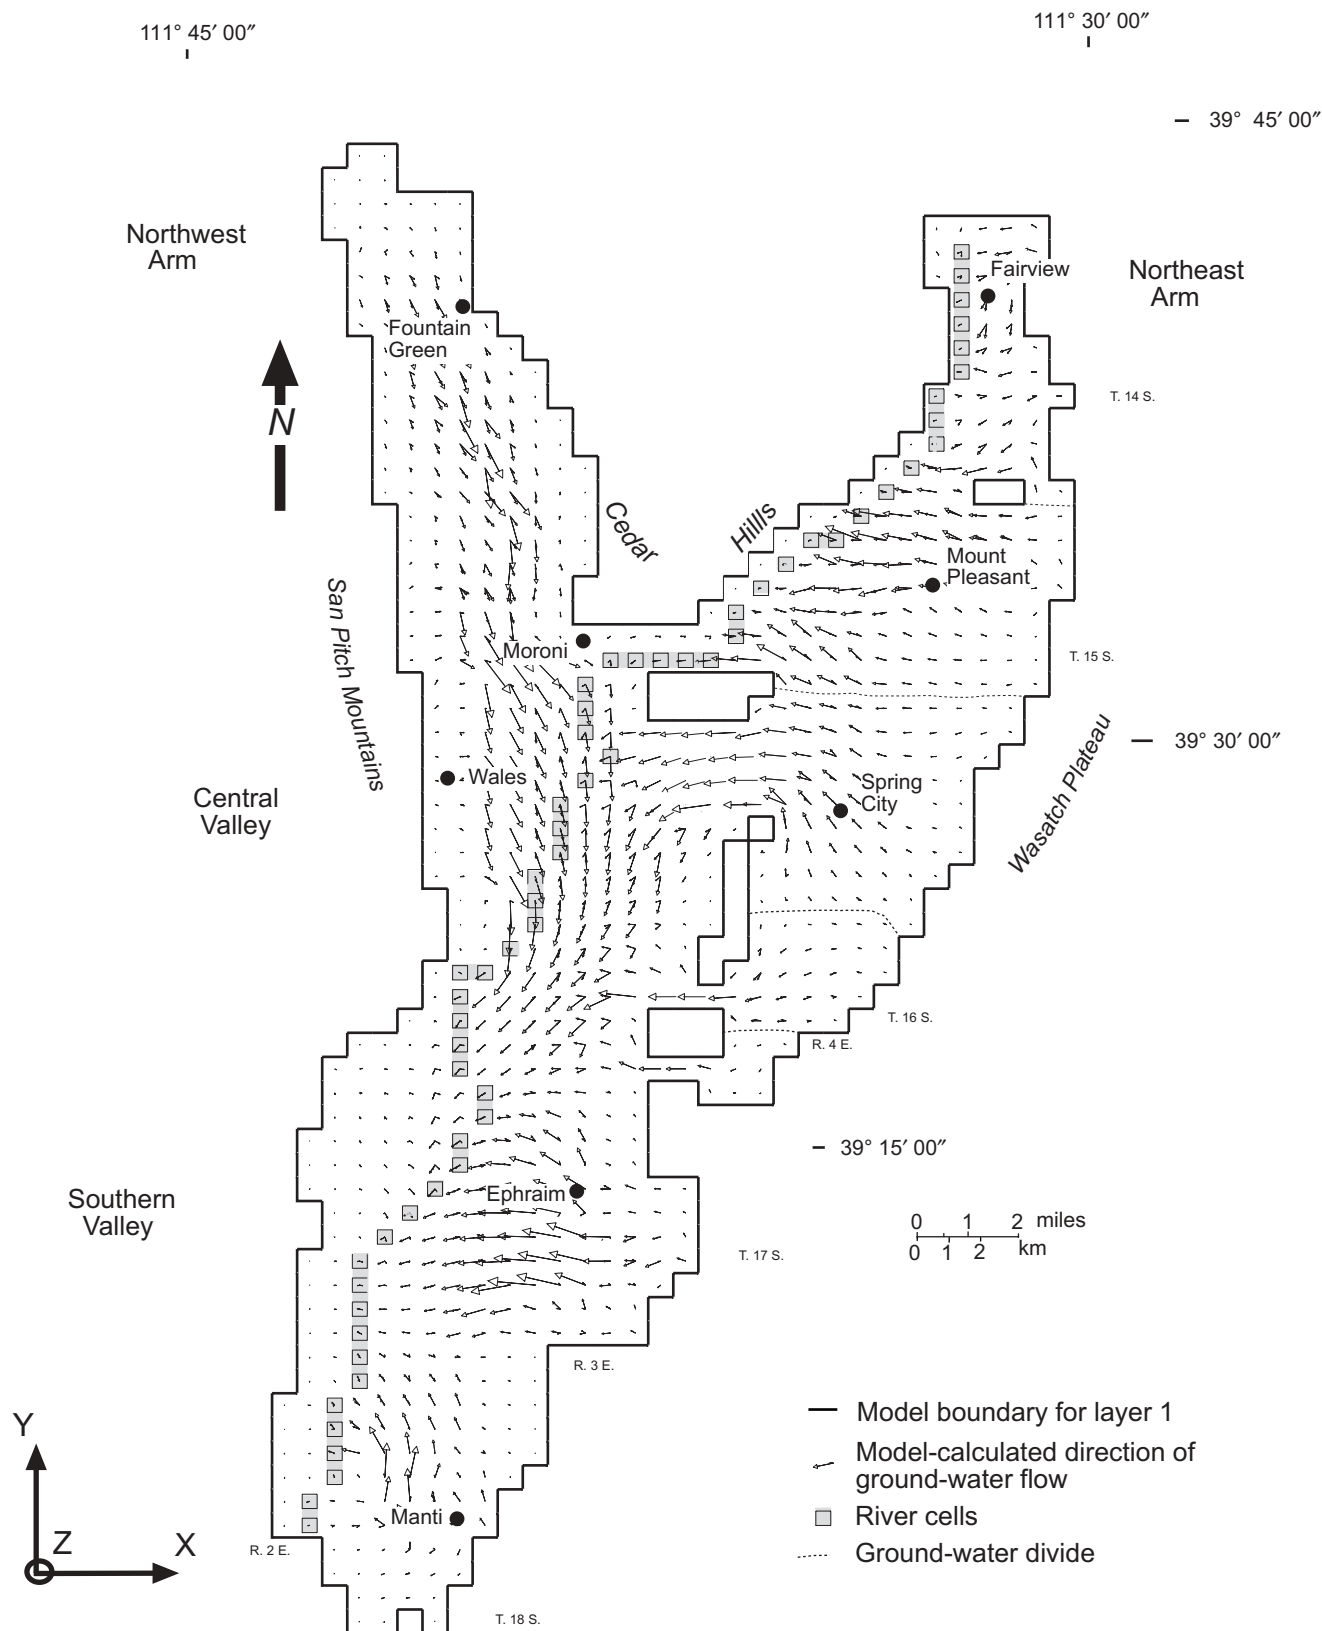 111° 45′ 00″
111° 30′ 00″
39° 45′ 00″
Northwest
Arm
Fairview
Northeast
Arm
Fountain
Green
N
T. 14 S.
Cedar
Hillls
Mount
Pleasant
San Pitch Mountains
Moroni
T. 15 S.
39° 30′ 00″
Wasatch Plateau
Wales
Spring
City
Central
Valley
T. 16 S.
R. 4 E.
39° 15′ 00″
Southern
Valley
Ephraim
0 1 2 miles
0 1 2 km
T. 17 S.
R. 3 E.
Model boundary for layer 1
Model-calculated direction of
ground-water flow
River cells
Ground-water divide
Manti
Y
Z
X
R. 2 E.
T. 18 S.